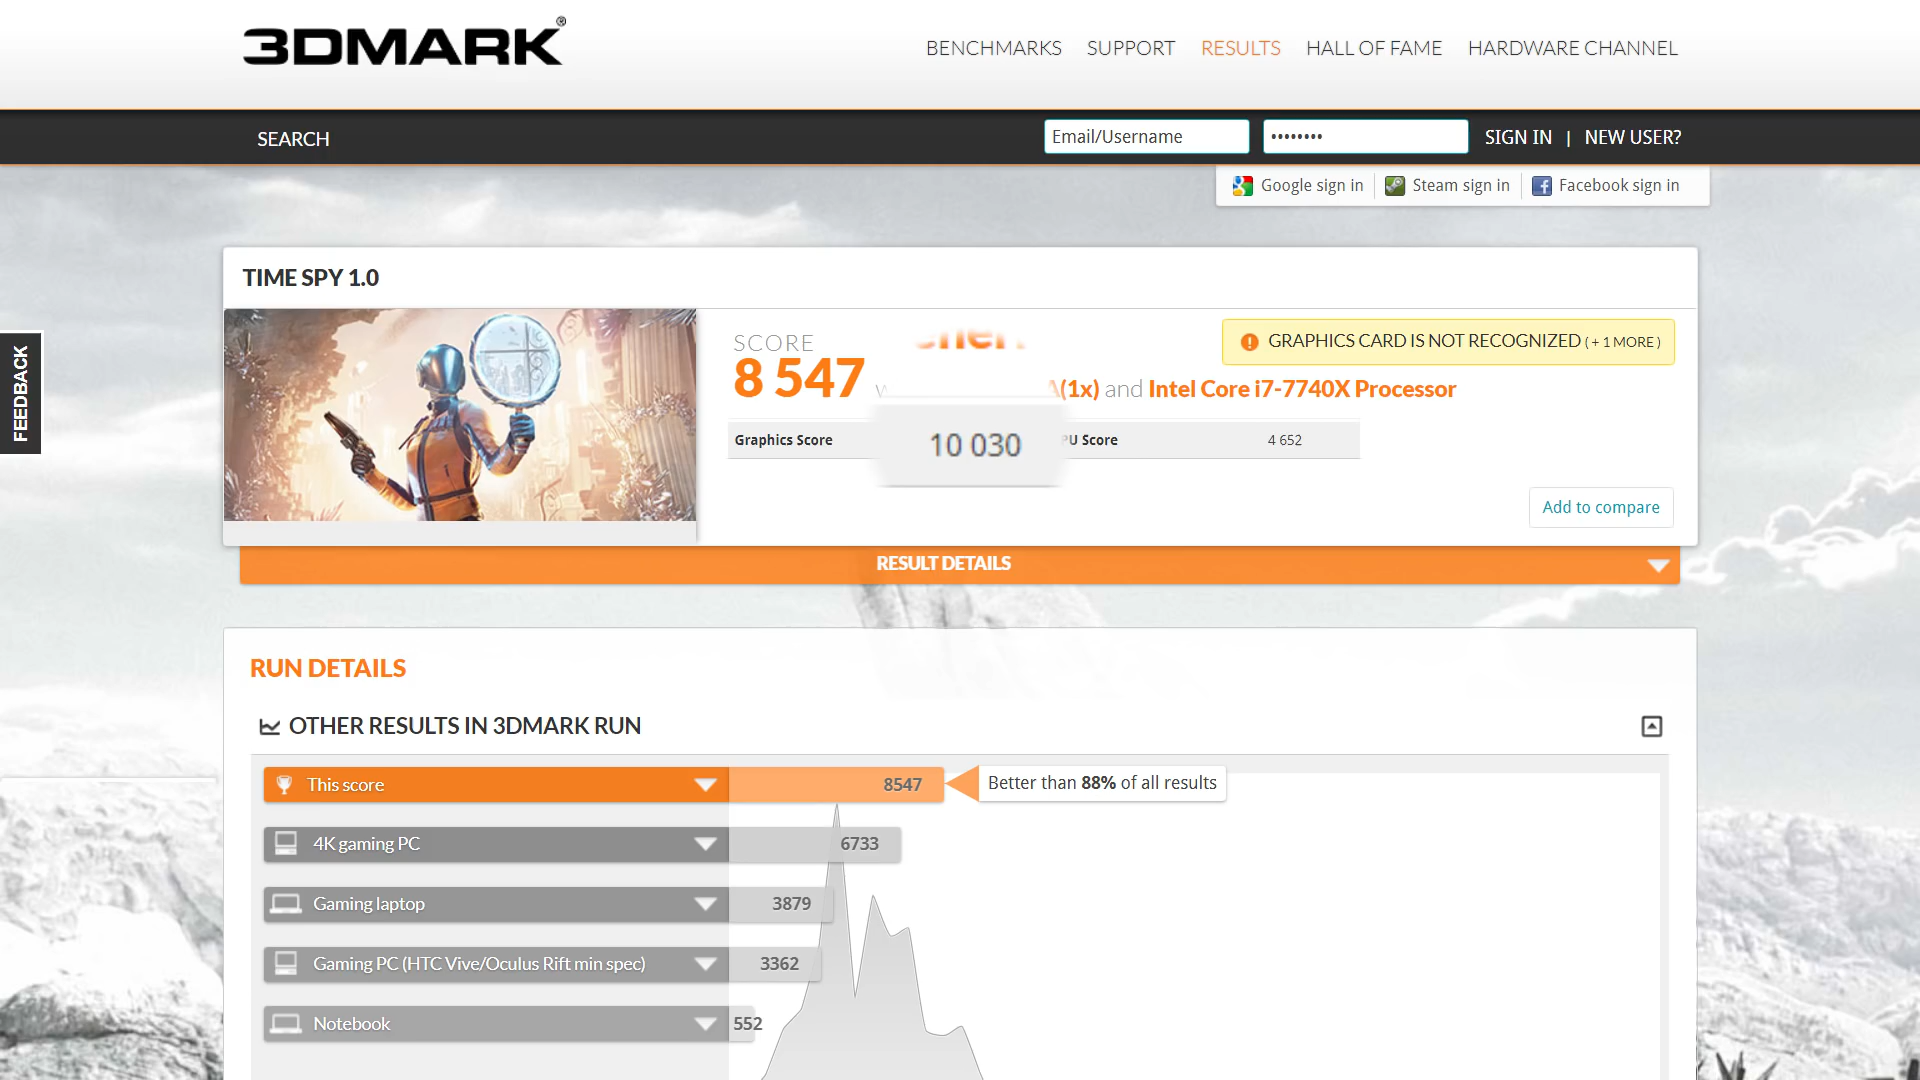 3DMARK®
BENCHMARKS SUPPORT RESULTS HALL OF FAME HARDWARE CHANNEL
SEARCH Email/Username •••••••• SIGN IN | NEW USER?
Google sign in Steam sign in Facebook sign in
FEEDBACK
TIME SPY 1.0
SCORE
GRAPHICS CARD IS NOT RECOGNIZED ( + 1 MORE )
8 547 (1x) and Intel Core i7-7740X Processor
Graphics Score 10 030 PU Score 4 652
Add to compare
RESULT DETAILS
RUN DETAILS
OTHER RESULTS IN 3DMARK RUN
This score 8547 Better than 88% of all results
4K gaming PC 6733
Gaming laptop 3879
Gaming PC (HTC Vive/Oculus Rift min spec) 3362
Notebook 552